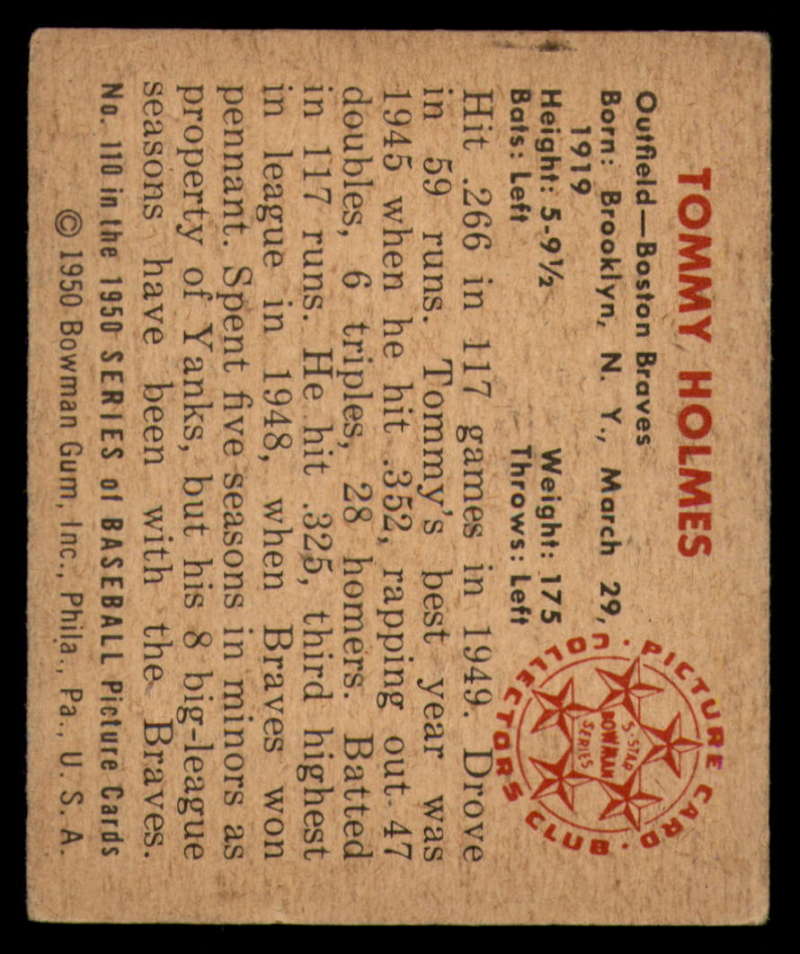 TOMMY HOLMES
Outfield—Boston Braves
Born: Brooklyn, N. Y., March 29,
1919
Height: 5-9½ Weight: 175
Bats: Left Throws: Left
Hit .266 in 117 games in 1949. Drove
in 59 runs. Tommy's best year was
1945 when he hit .352, rapping out 47
doubles, 6 triples, 28 homers. Batted
in 117 runs. He hit .325, third highest
in league in 1948, when Braves won
pennant. Spent five seasons in minors as
property of Yanks, but his 8 big-league
seasons have been with the Braves.
No. 110 in the 1950 SERIES of BASEBALL Picture Cards
© 1950 Bowman Gum, Inc., Phila., Pa., U. S. A.
PICTURE CARD · COLLECTORS CLUB ·
5-STAR
BOWMAN
SERIES